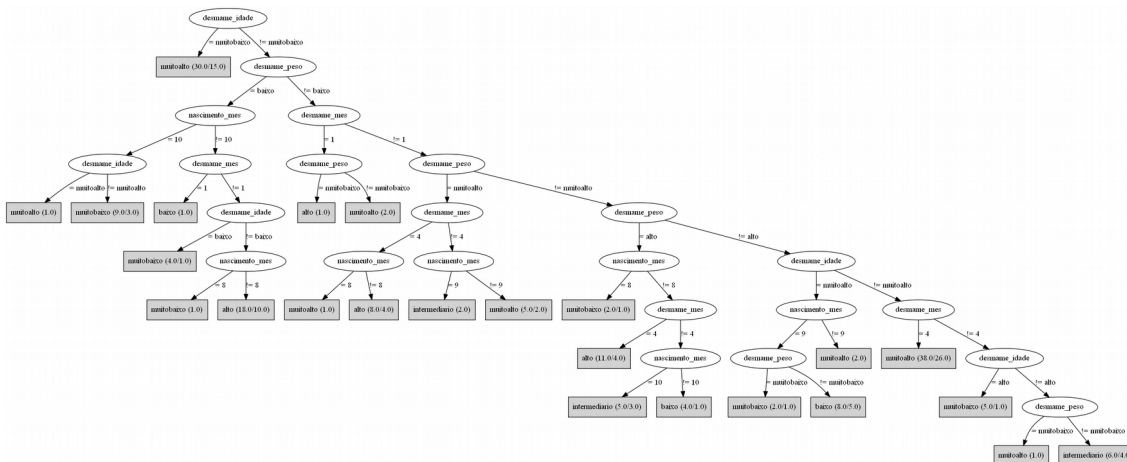 desmame_idade
= muitobaixo != muitobaixo
muitoalto (30.0/15.0) desmame_peso
= baixo != baixo
nascimento_mes desmame_mes
= 10 != 10 = 1 != 1
desmame_idade desmame_mes desmame_peso desmame_peso
= muitoalto != muitoalto = 1 != 1 = muitobaixo != muitobaixo = muitoalto != muitoalto
muitoalto (1.0) muitobaixo (9.0/3.0) baixo (1.0) desmame_idade alto (1.0) muitoalto (2.0) desmame_mes desmame_peso
= baixo != baixo = 4 != 4 = alto != alto
muitobaixo (4.0/1.0) nascimento_mes nascimento_mes nascimento_mes nascimento_mes desmame_idade
= 8 != 8 = 8 != 8 = 9 != 9 = 8 != 8 = muitoalto != muitoalto
muitobaixo (1.0) alto (18.0/10.0) muitoalto (1.0) alto (8.0/4.0) intermediario (2.0) muitoalto (5.0/2.0) muitobaixo (2.0/1.0) desmame_mes nascimento_mes desmame_mes
= 4 != 4 = 9 != 9 = 4 != 4
alto (11.0/4.0) nascimento_mes desmame_peso muitoalto (2.0) muitoalto (38.0/26.0) desmame_idade
= 10 != 10 = muitobaixo != muitobaixo = alto != alto
intermediario (5.0/3.0) baixo (4.0/1.0) muitobaixo (2.0/1.0) baixo (8.0/5.0) muitobaixo (5.0/1.0) desmame_peso
= muitobaixo != muitobaixo
muitoalto (1.0) intermediario (6.0/4.0